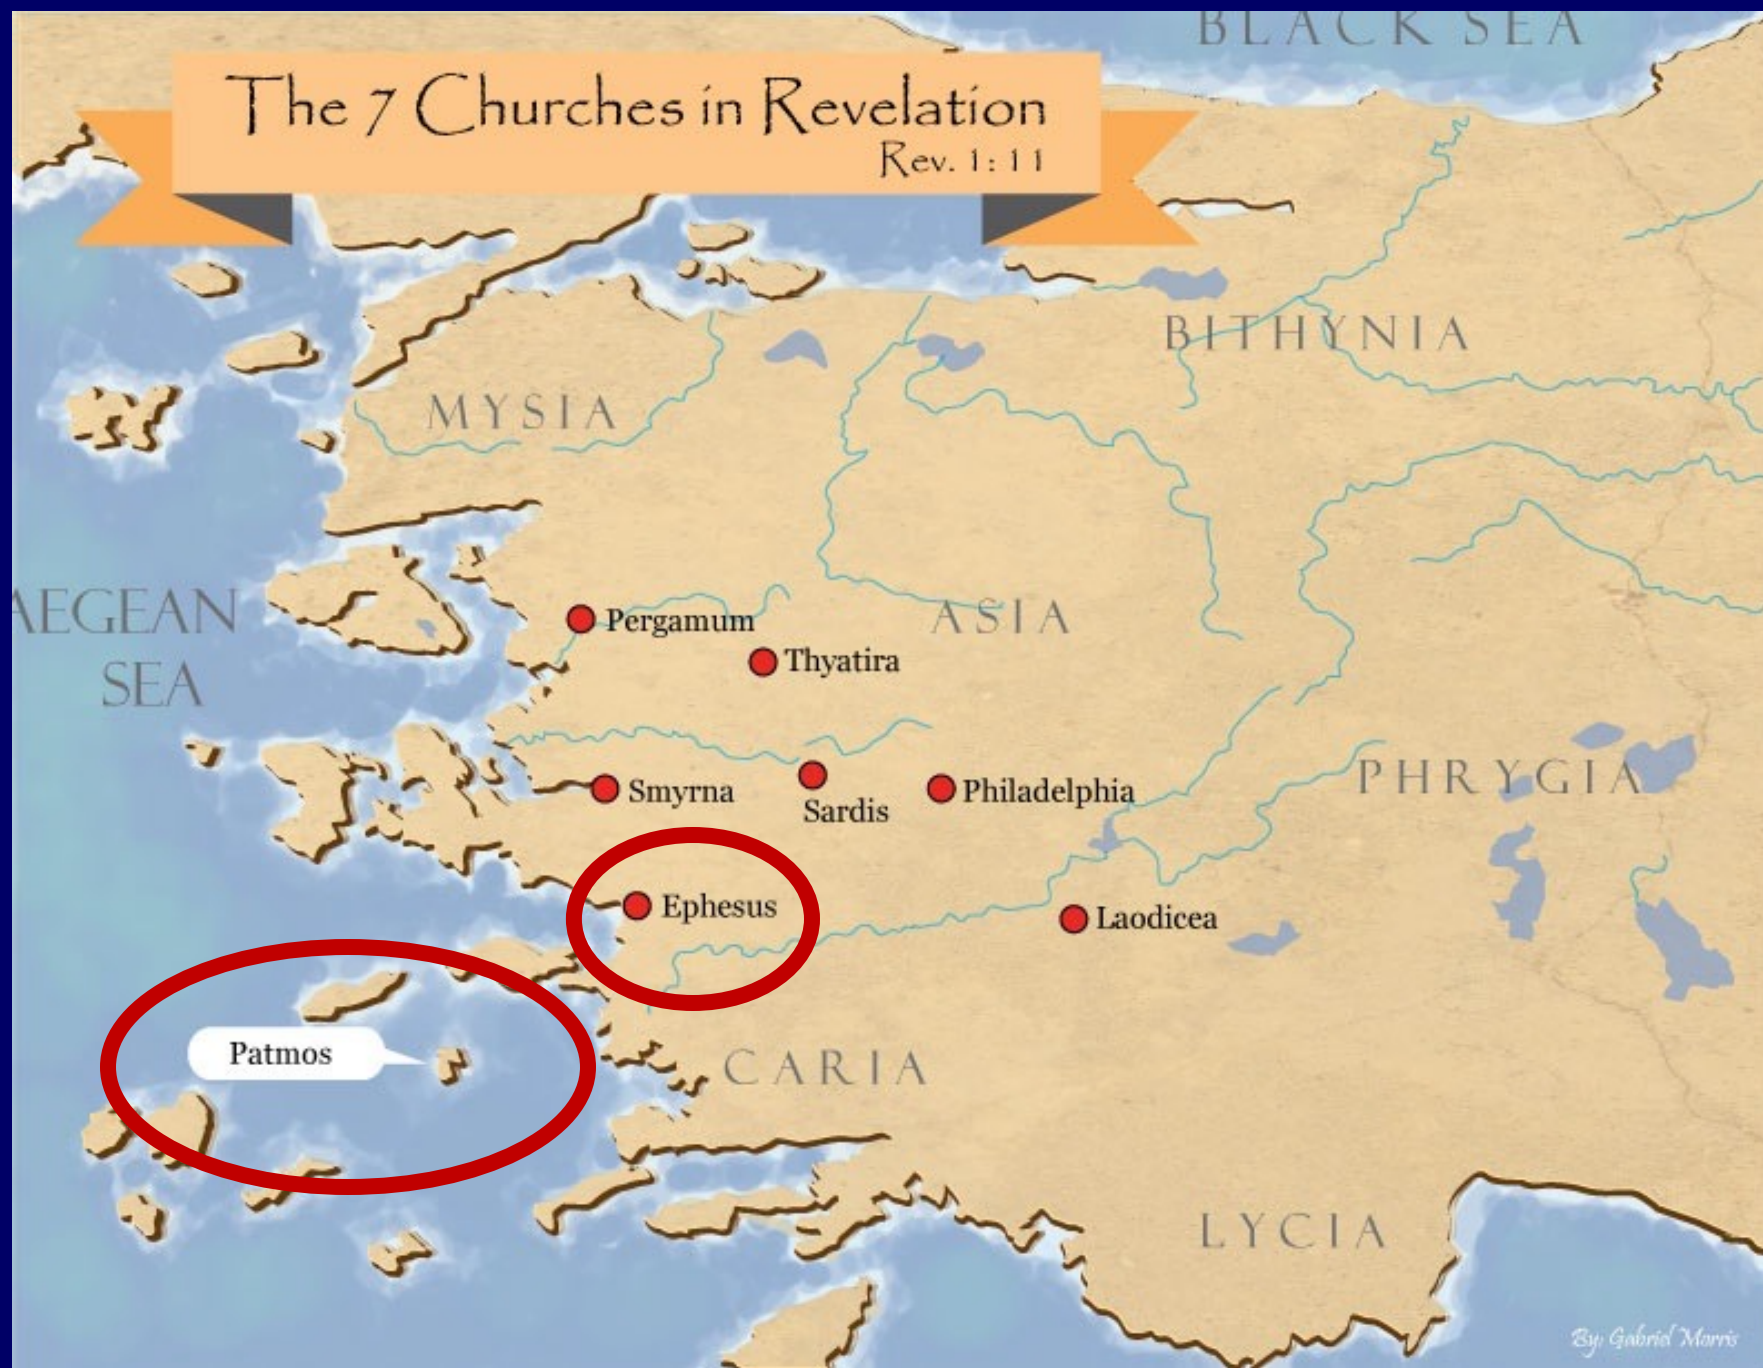 BLACK SEA
The 7 Churches in Revelation
Rev. 1:11
BITHYNIA
MYSIA
AEGEAN
SEA
ASIA
Pergamum
Thyatira
PHRYGIA
Smyrna
Sardis
Philadelphia
Ephesus
Laodicea
Patmos
CARIA
LYCIA
By: Gabriel Morris